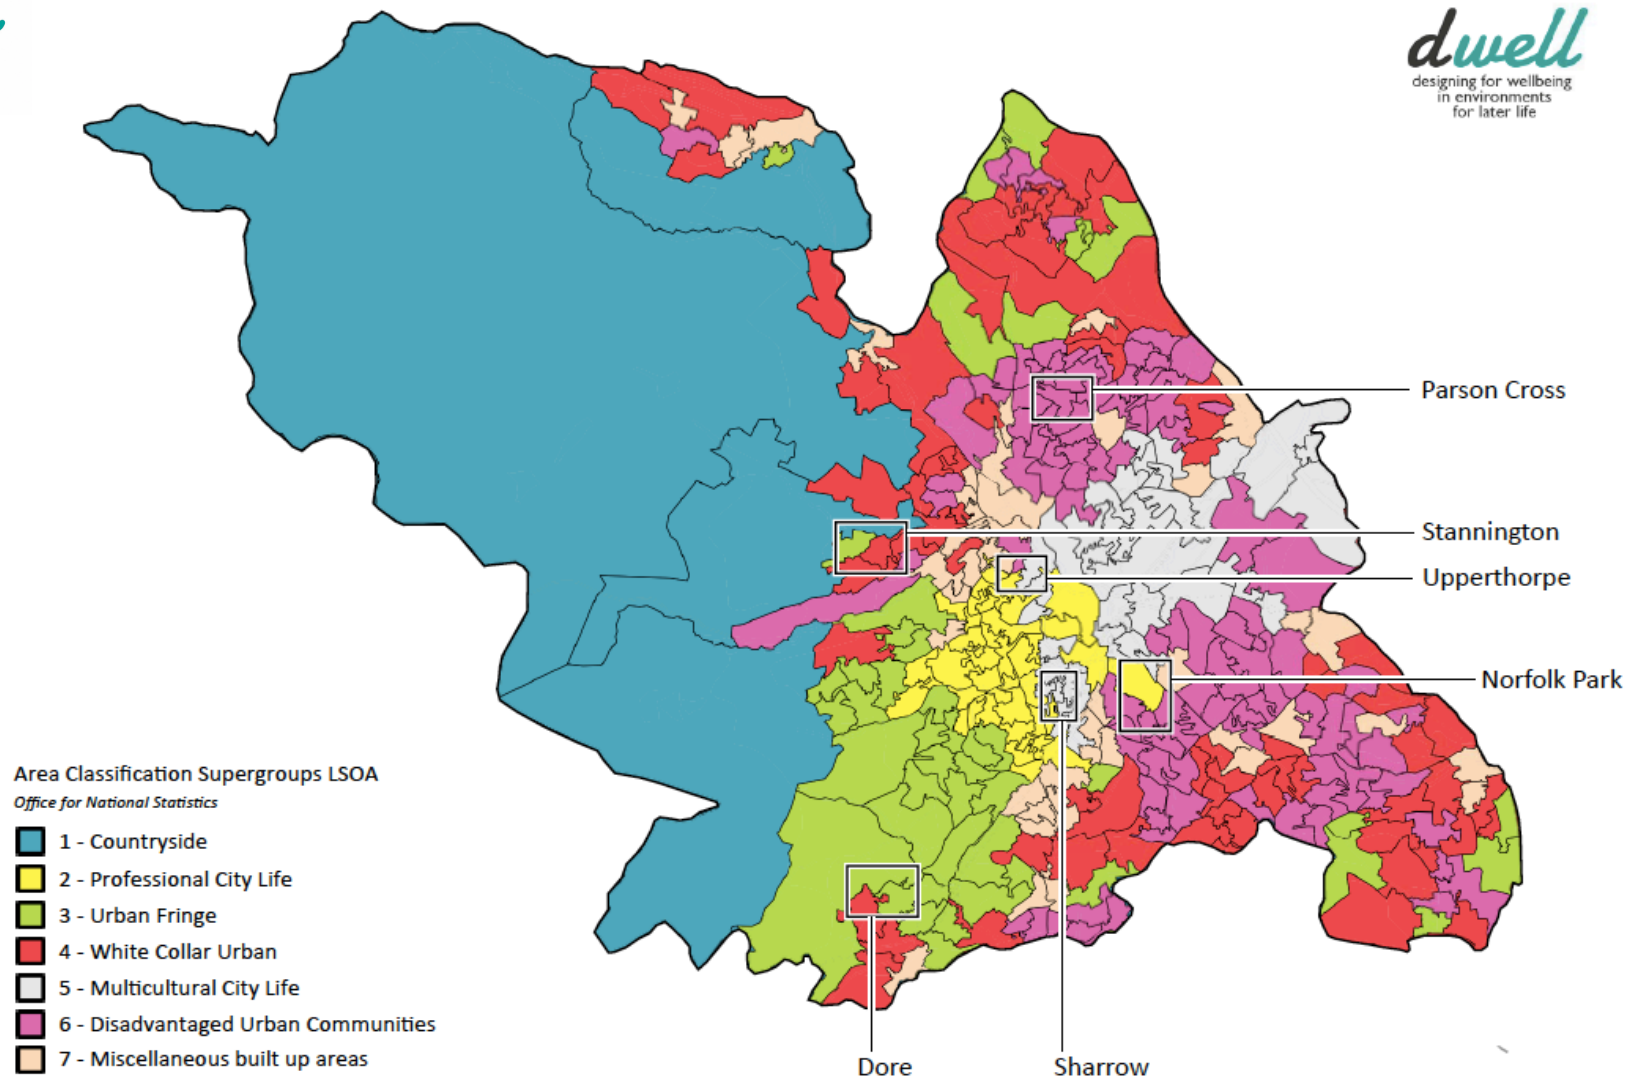 dwell
designing for wellbeing
in environments
for later life
Parson Cross
Stannington
Upperthorpe
Norfolk Park
Area Classification Supergroups LSOA
Office for National Statistics
1 - Countryside
2 - Professional City Life
3 - Urban Fringe
4 - White Collar Urban
5 - Multicultural City Life
6 - Disadvantaged Urban Communities
7 - Miscellaneous built up areas
Dore
Sharrow